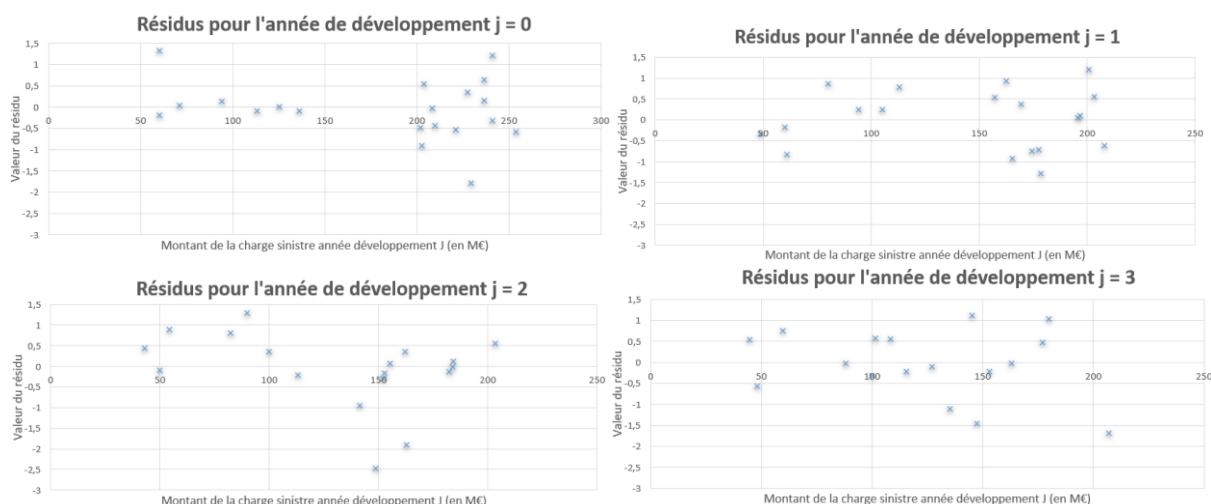 Résidus pour l'année de développement j = 0
1,5
1
0,5
0
-0,5
-1
-1,5
-2
-2,5
-3
0 50 100 150 200 250 300
Valeur du résidu
Montant de la charge sinistre année développement J (en M€)
Résidus pour l'année de développement j = 1
1,5
1
0,5
0
-0,5
-1
-1,5
-2
-2,5
-3
0 50 100 150 200 250
Valeur du résidu
Montant de la charge sinistre année développement J (en M€)
Résidus pour l'année de développement j = 2
1,5
1
0,5
0
-0,5
-1
-1,5
-2
-2,5
-3
0 50 100 150 200 250
Valeur du résidu
Montant de la charge sinistre année développement J (en M€)
Résidus pour l'année de développement j = 3
1,5
1
0,5
0
-0,5
-1
-1,5
-2
-2,5
-3
0 50 100 150 200 250
Valeur du résidu
Montant de la charge sinistre année développement J (en M€)